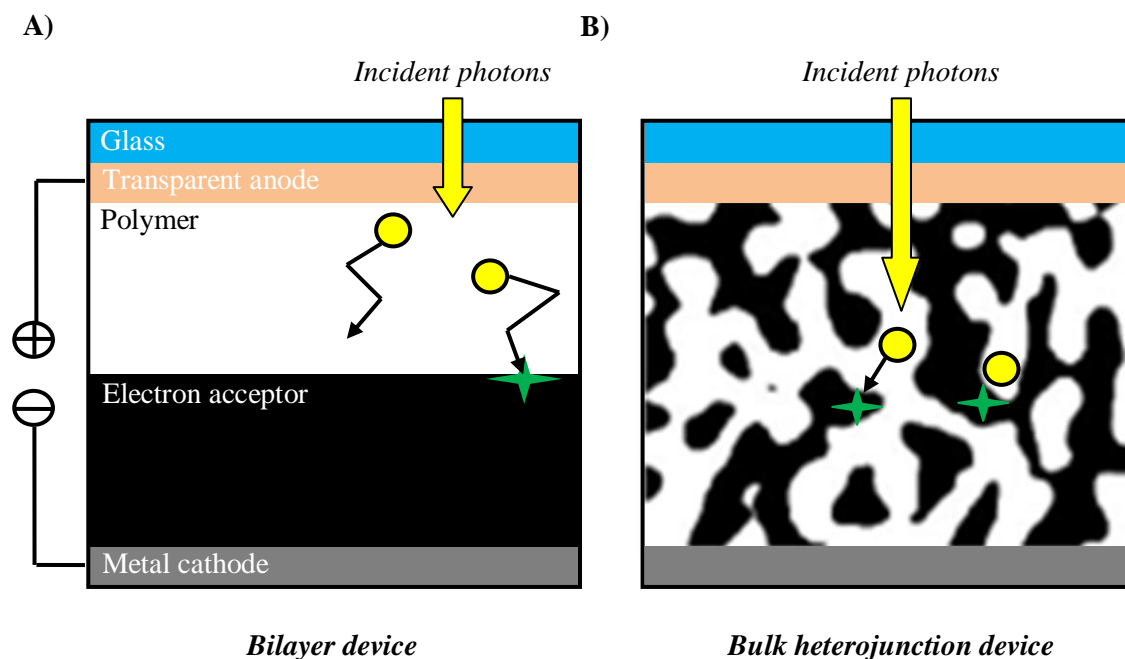 A)
B)
Incident photons
Incident photons
Glass
Transparent anode
Polymer
+
−
Electron acceptor
Metal cathode
Bilayer device
Bulk heterojunction device